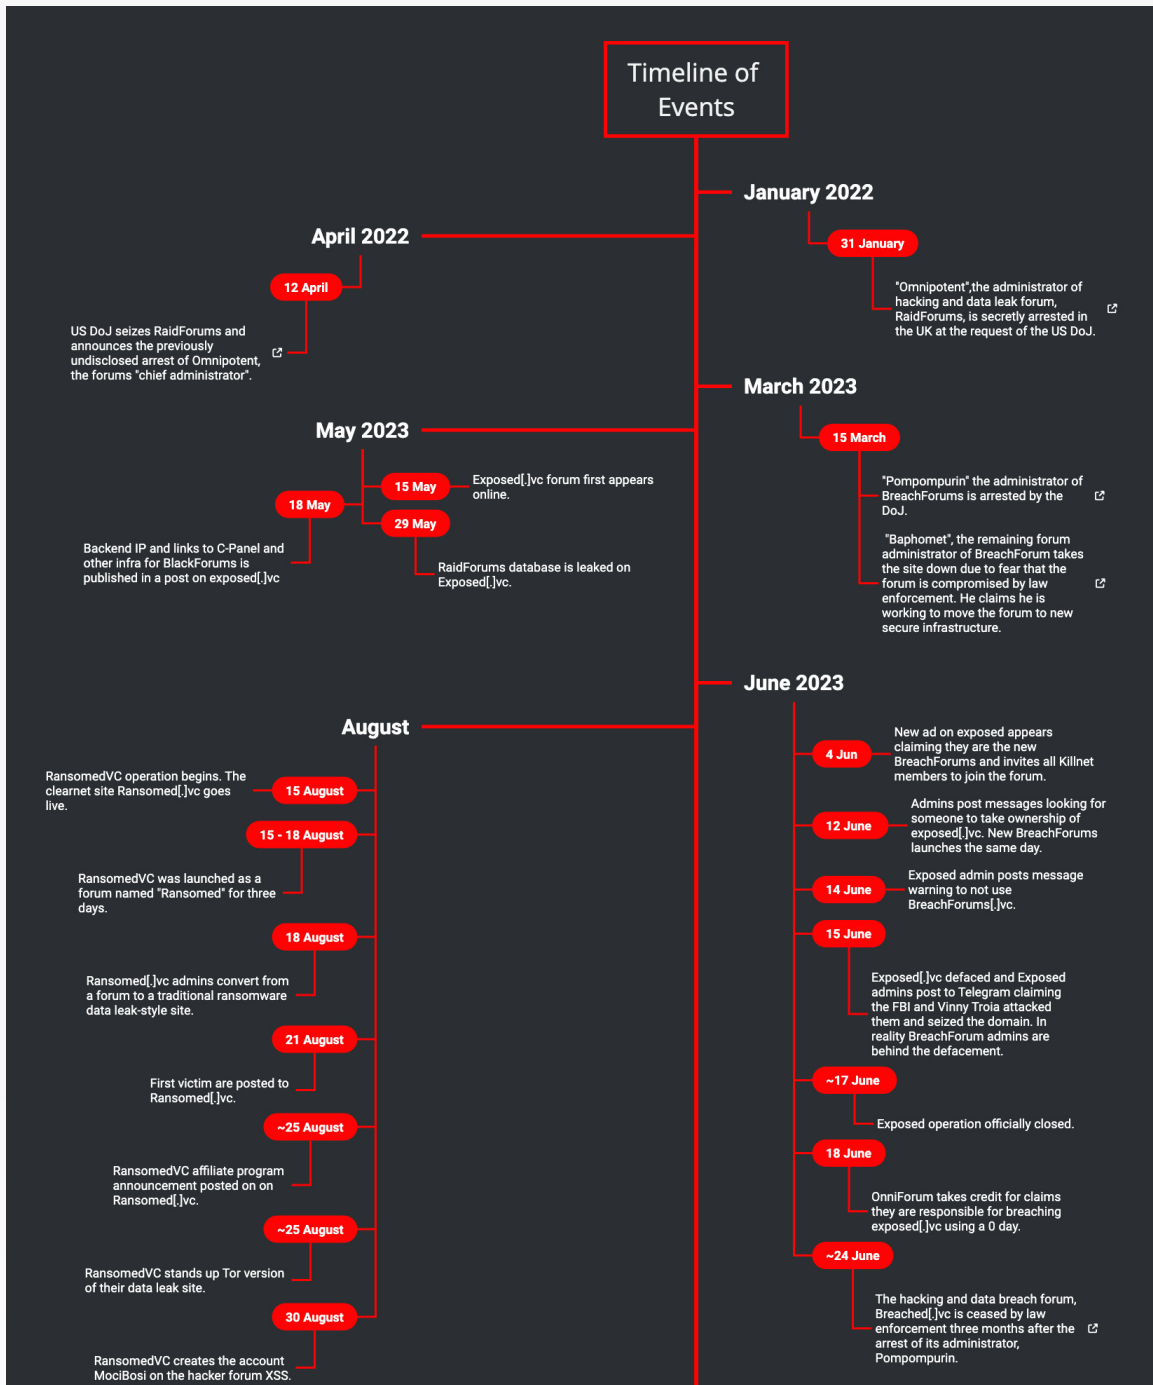 Timeline of
Events
January 2022
31 January
"Omnipotent",the administrator of
hacking and data leak forum,
RaidForums, is secretly arrested in
the UK at the request of the US DoJ.
April 2022
12 April
US DoJ seizes RaidForums and
announces the previously
undisclosed arrest of Omnipotent,
the forums "chief administrator".
March 2023
15 March
"Pompompurin" the administrator of
BreachForums is arrested by the
DoJ.
"Baphomet", the remaining forum
administrator of BreachForum takes
the site down due to fear that the
forum is compromised by law
enforcement. He claims he is
working to move the forum to new
secure infrastructure.
May 2023
15 May
Exposed[.]vc forum first appears
online.
18 May
Backend IP and links to C-Panel and
other infra for BlackForums is
published in a post on exposed[.]vc
29 May
RaidForums database is leaked on
Exposed[.]vc.
June 2023
4 Jun
New ad on exposed appears
claiming they are the new
BreachForums and invites all Killnet
members to join the forum.
12 June
Admins post messages looking for
someone to take ownership of
exposed[.]vc. New BreachForums
launches the same day.
14 June
Exposed admin posts message
warning to not use
BreachForums[.]vc.
15 June
Exposed[.]vc defaced and Exposed
admins post to Telegram claiming
the FBI and Vinny Troia attacked
them and seized the domain. In
reality BreachForum admins are
behind the defacement.
~17 June
Exposed operation officially closed.
18 June
OnniForum takes credit for claims
they are responsible for breaching
exposed[.]vc using a 0 day.
~24 June
The hacking and data breach forum,
Breached[.]vc is ceased by law
enforcement three months after the
arrest of its administrator,
Pompompurin.
August
15 August
RansomedVC operation begins. The
clearnet site Ransomed[.]vc goes
live.
15 - 18 August
RansomedVC was launched as a
forum named "Ransomed" for three
days.
18 August
Ransomed[.]vc admins convert from
a forum to a traditional ransomware
data leak-style site.
21 August
First victim are posted to
Ransomed[.]vc.
~25 August
RansomedVC affiliate program
announcement posted on on
Ransomed[.]vc.
~25 August
RansomedVC stands up Tor version
of their data leak site.
30 August
RansomedVC creates the account
MociBosi on the hacker forum XSS.